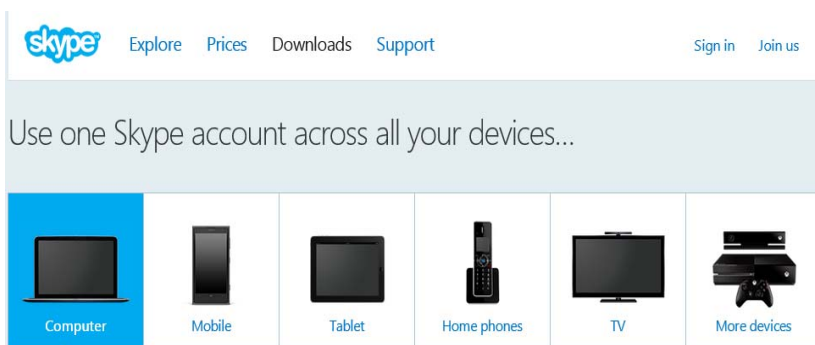 skype Explore Prices Downloads Support Sign in Join us
Use one Skype account across all your devices...
Computer Mobile Tablet Home phones TV More devices